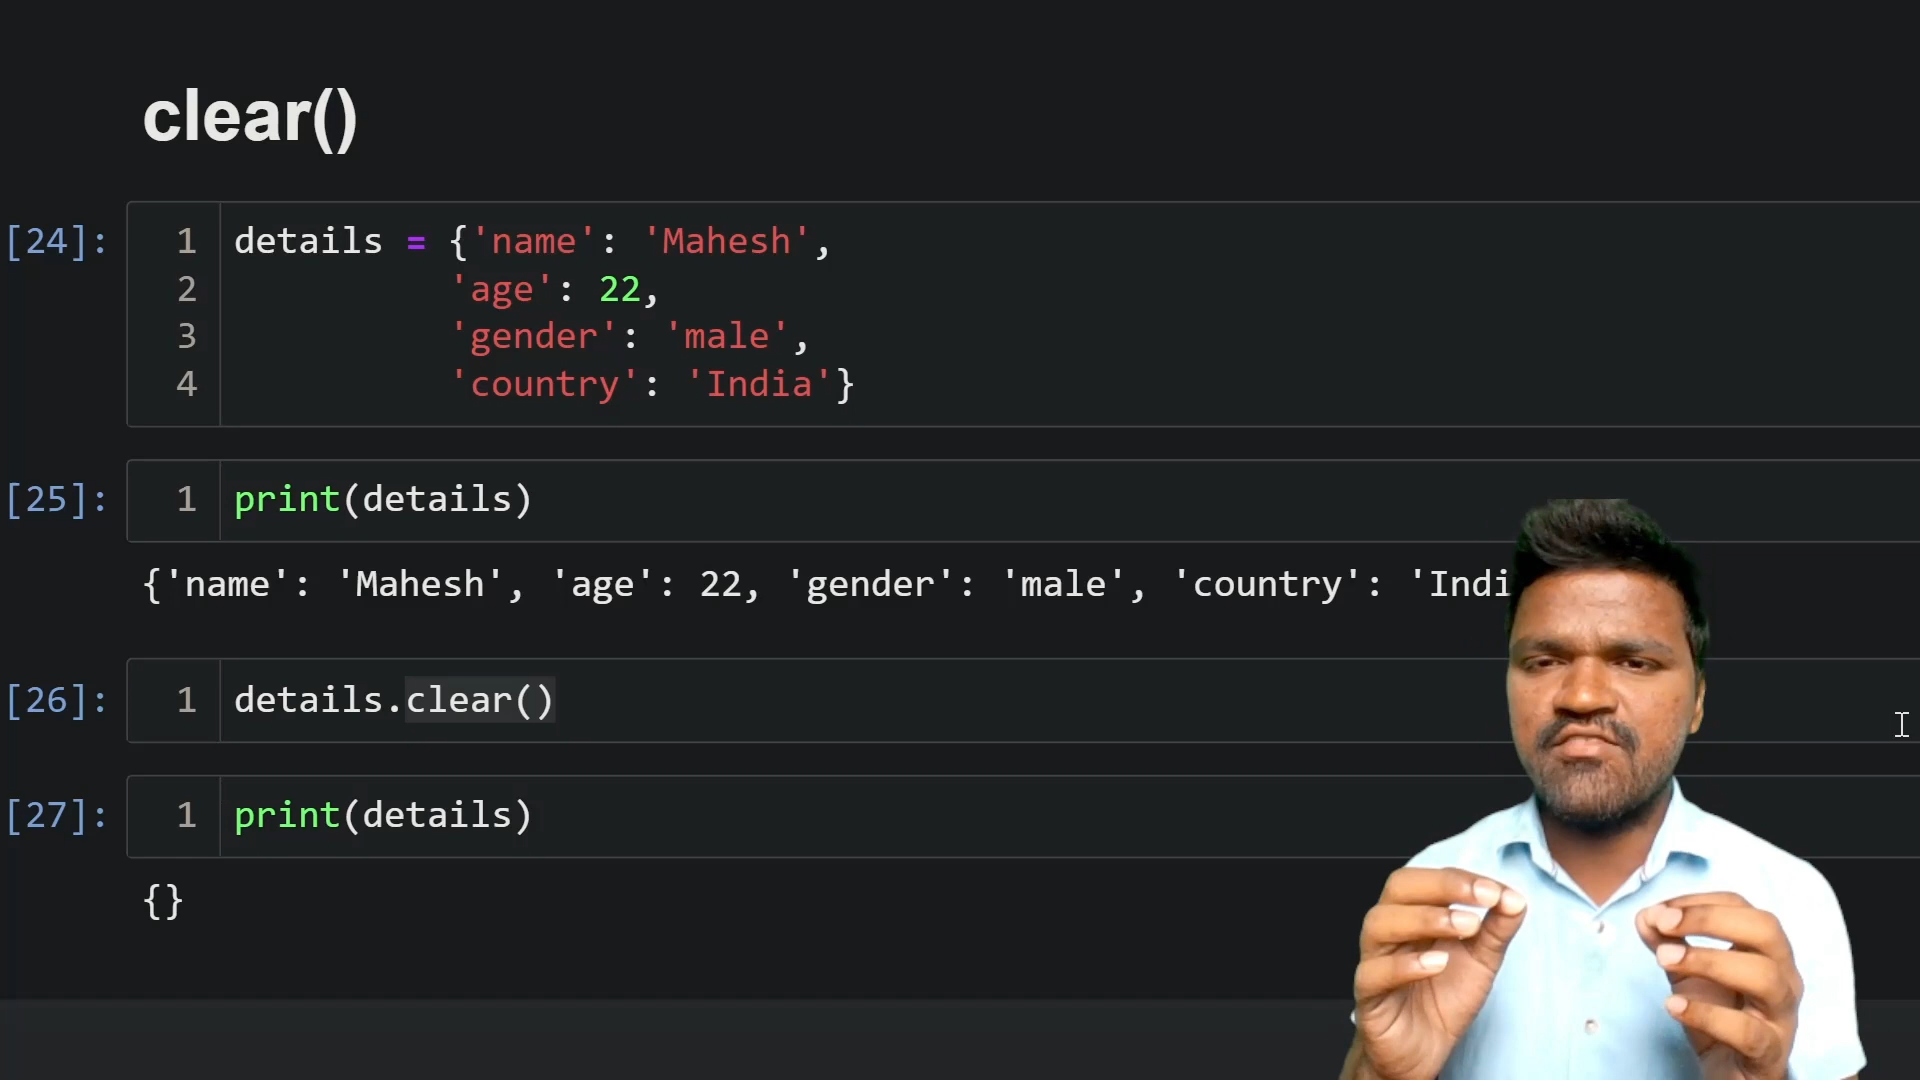 clear()
[24]: 1 details = {'name': 'Mahesh',
2 'age': 22,
3 'gender': 'male',
4 'country': 'India'}
[25]: 1 print(details)
{'name': 'Mahesh', 'age': 22, 'gender': 'male', 'country': 'Indi
[26]: 1 details.clear()
[27]: 1 print(details)
{}